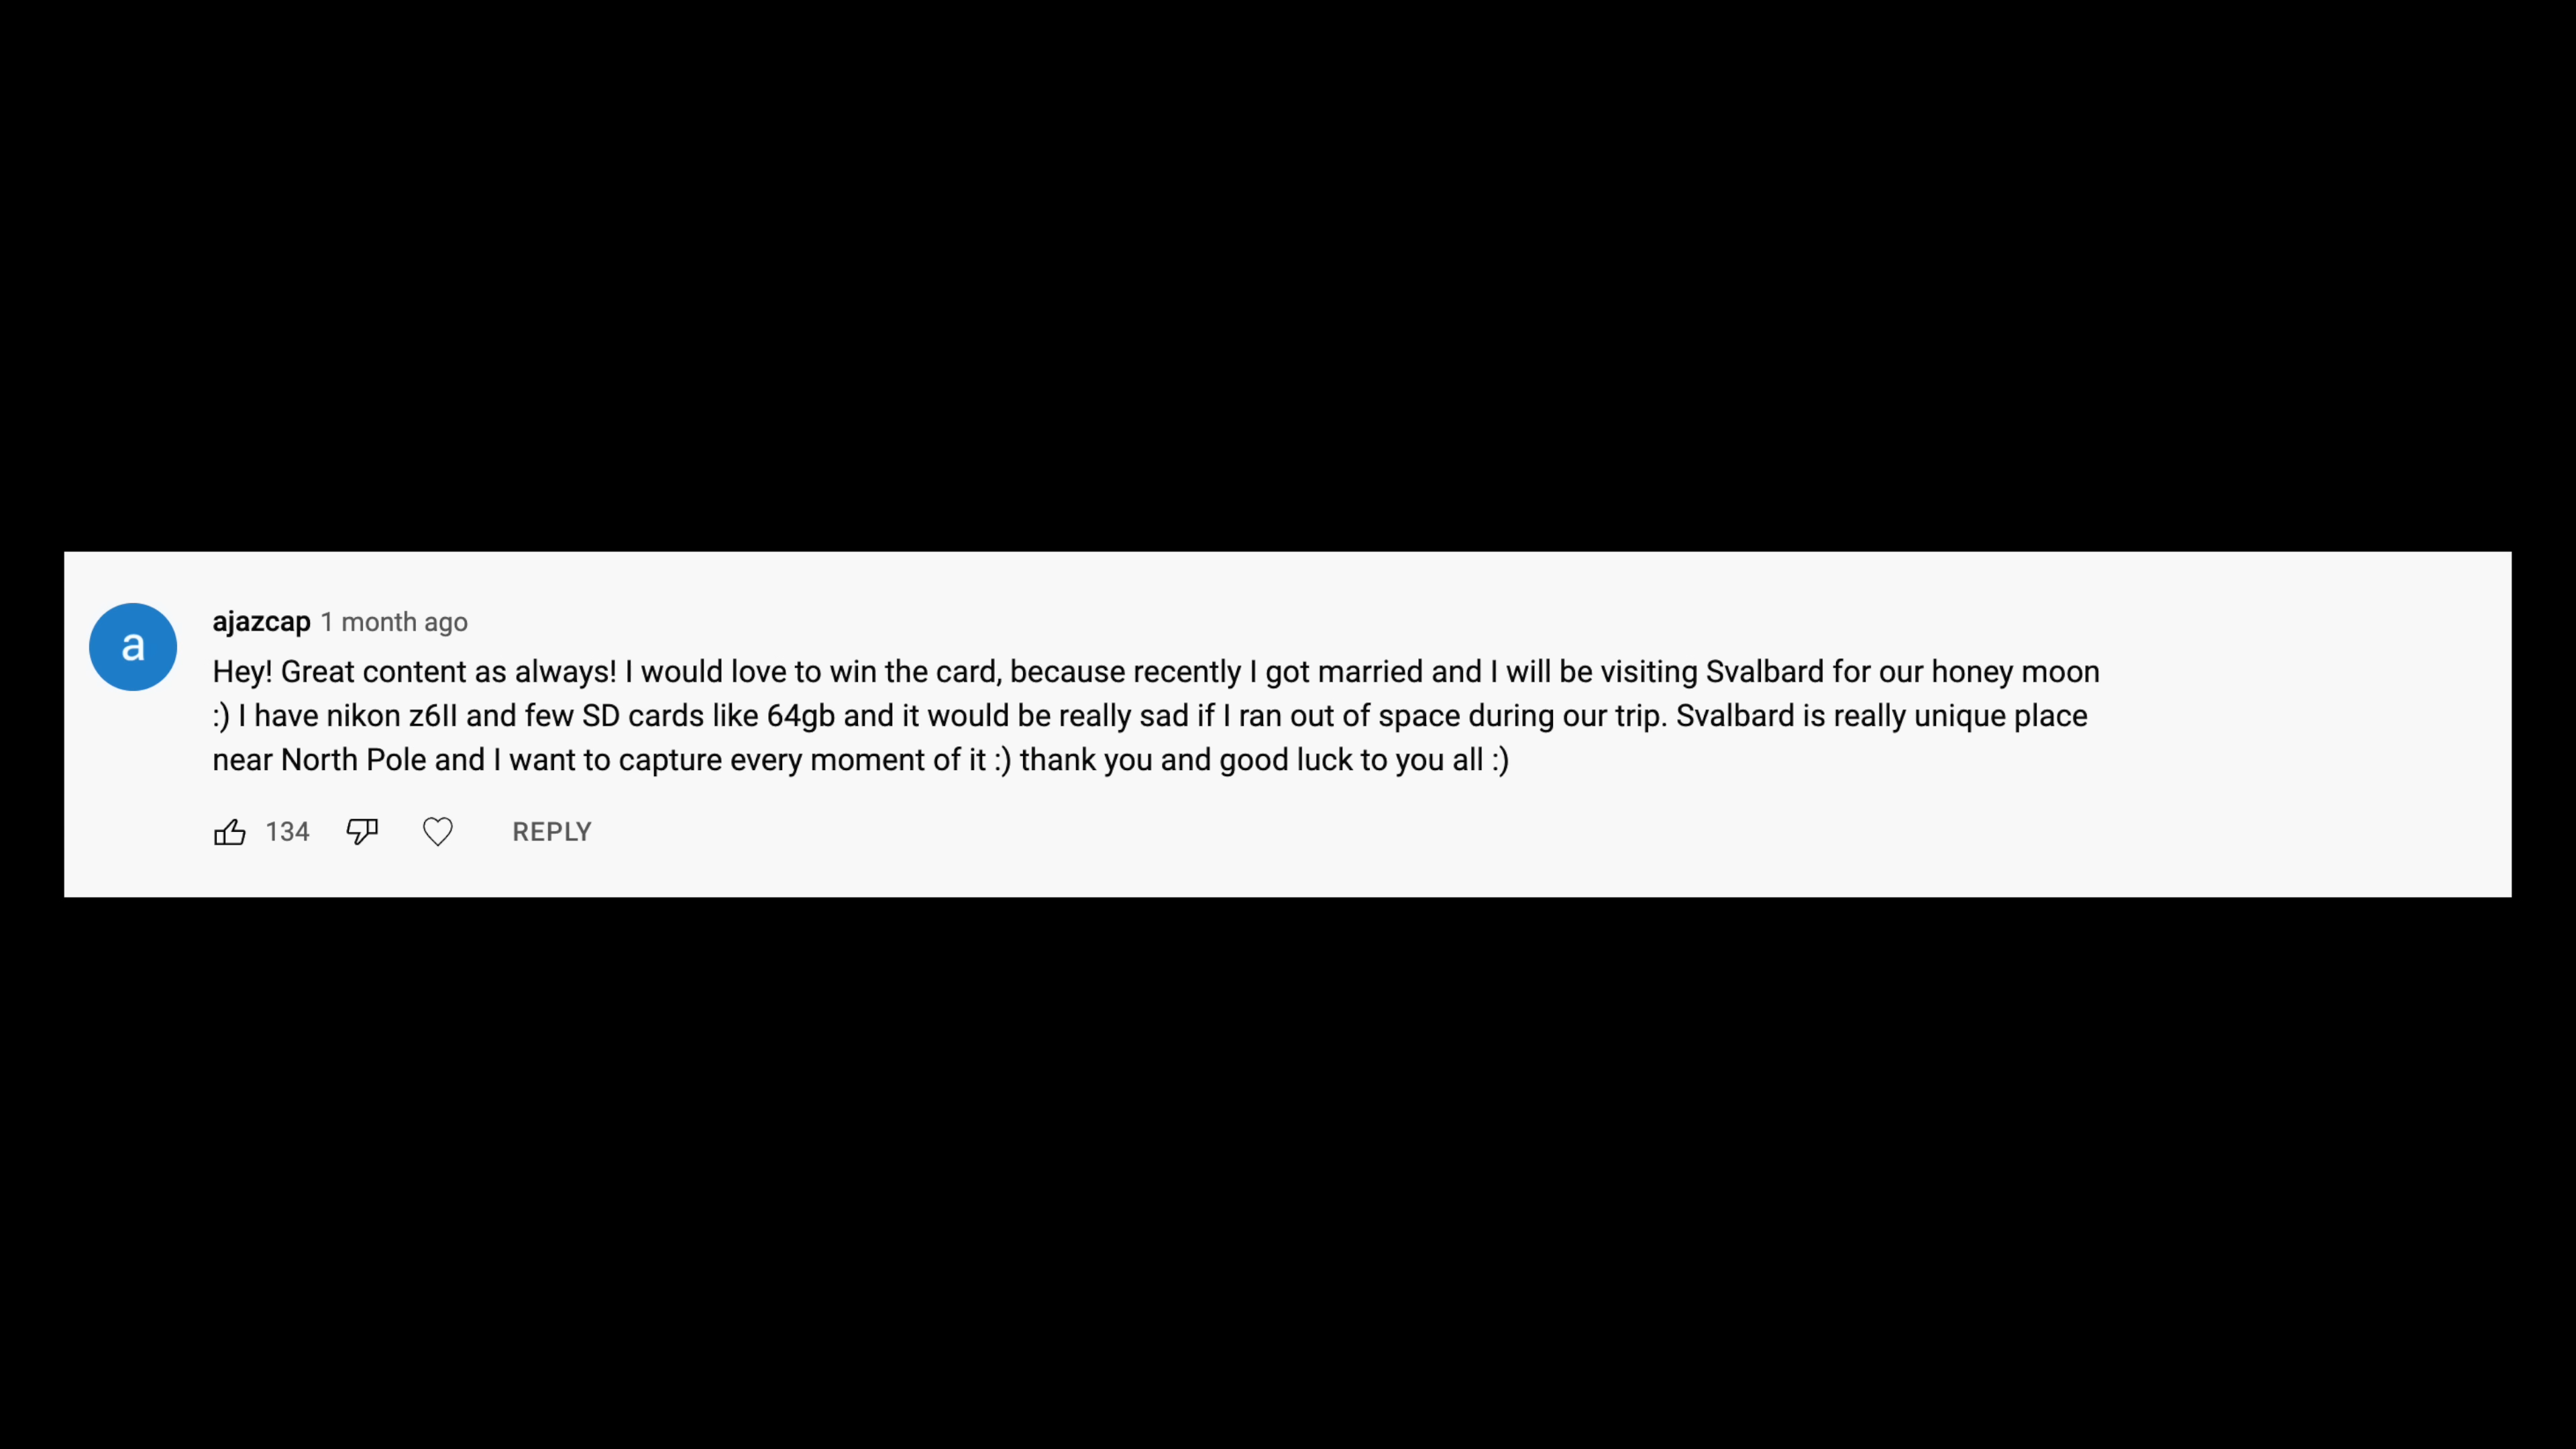 a
ajazcap 1 month ago
Hey! Great content as always! I would love to win the card, because recently I got married and I will be visiting Svalbard for our honey moon
:) I have nikon z6II and few SD cards like 64gb and it would be really sad if I ran out of space during our trip. Svalbard is really unique place
near North Pole and I want to capture every moment of it :) thank you and good luck to you all :)
134 REPLY